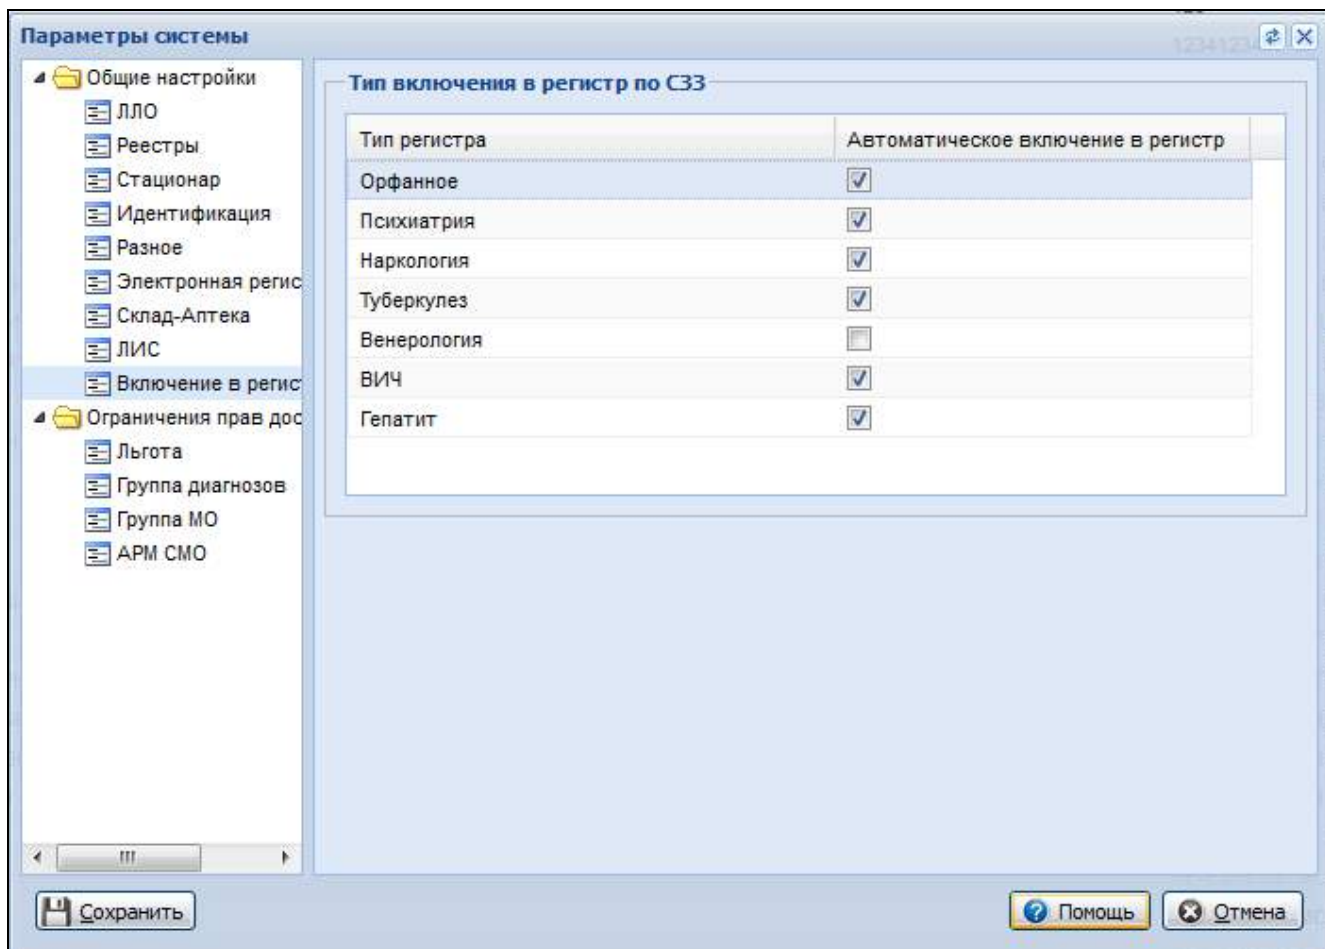 Параметры системы
Общие настройки
ЛЛО
Реестры
Стационар
Идентификация
Разное
Электронная регис
Склад-Аптека
ЛИС
Включение в регис
Ограничения прав дос
Льгота
Группа диагнозов
Группа МО
АРМ СМО
Тип включения в регистр по СЗЗ
Тип регистра Автоматическое включение в регистр
Орфанное
Психиатрия
Наркология
Туберкулез
Венерология
ВИЧ
Гепатит
Сохранить Помощь Отмена